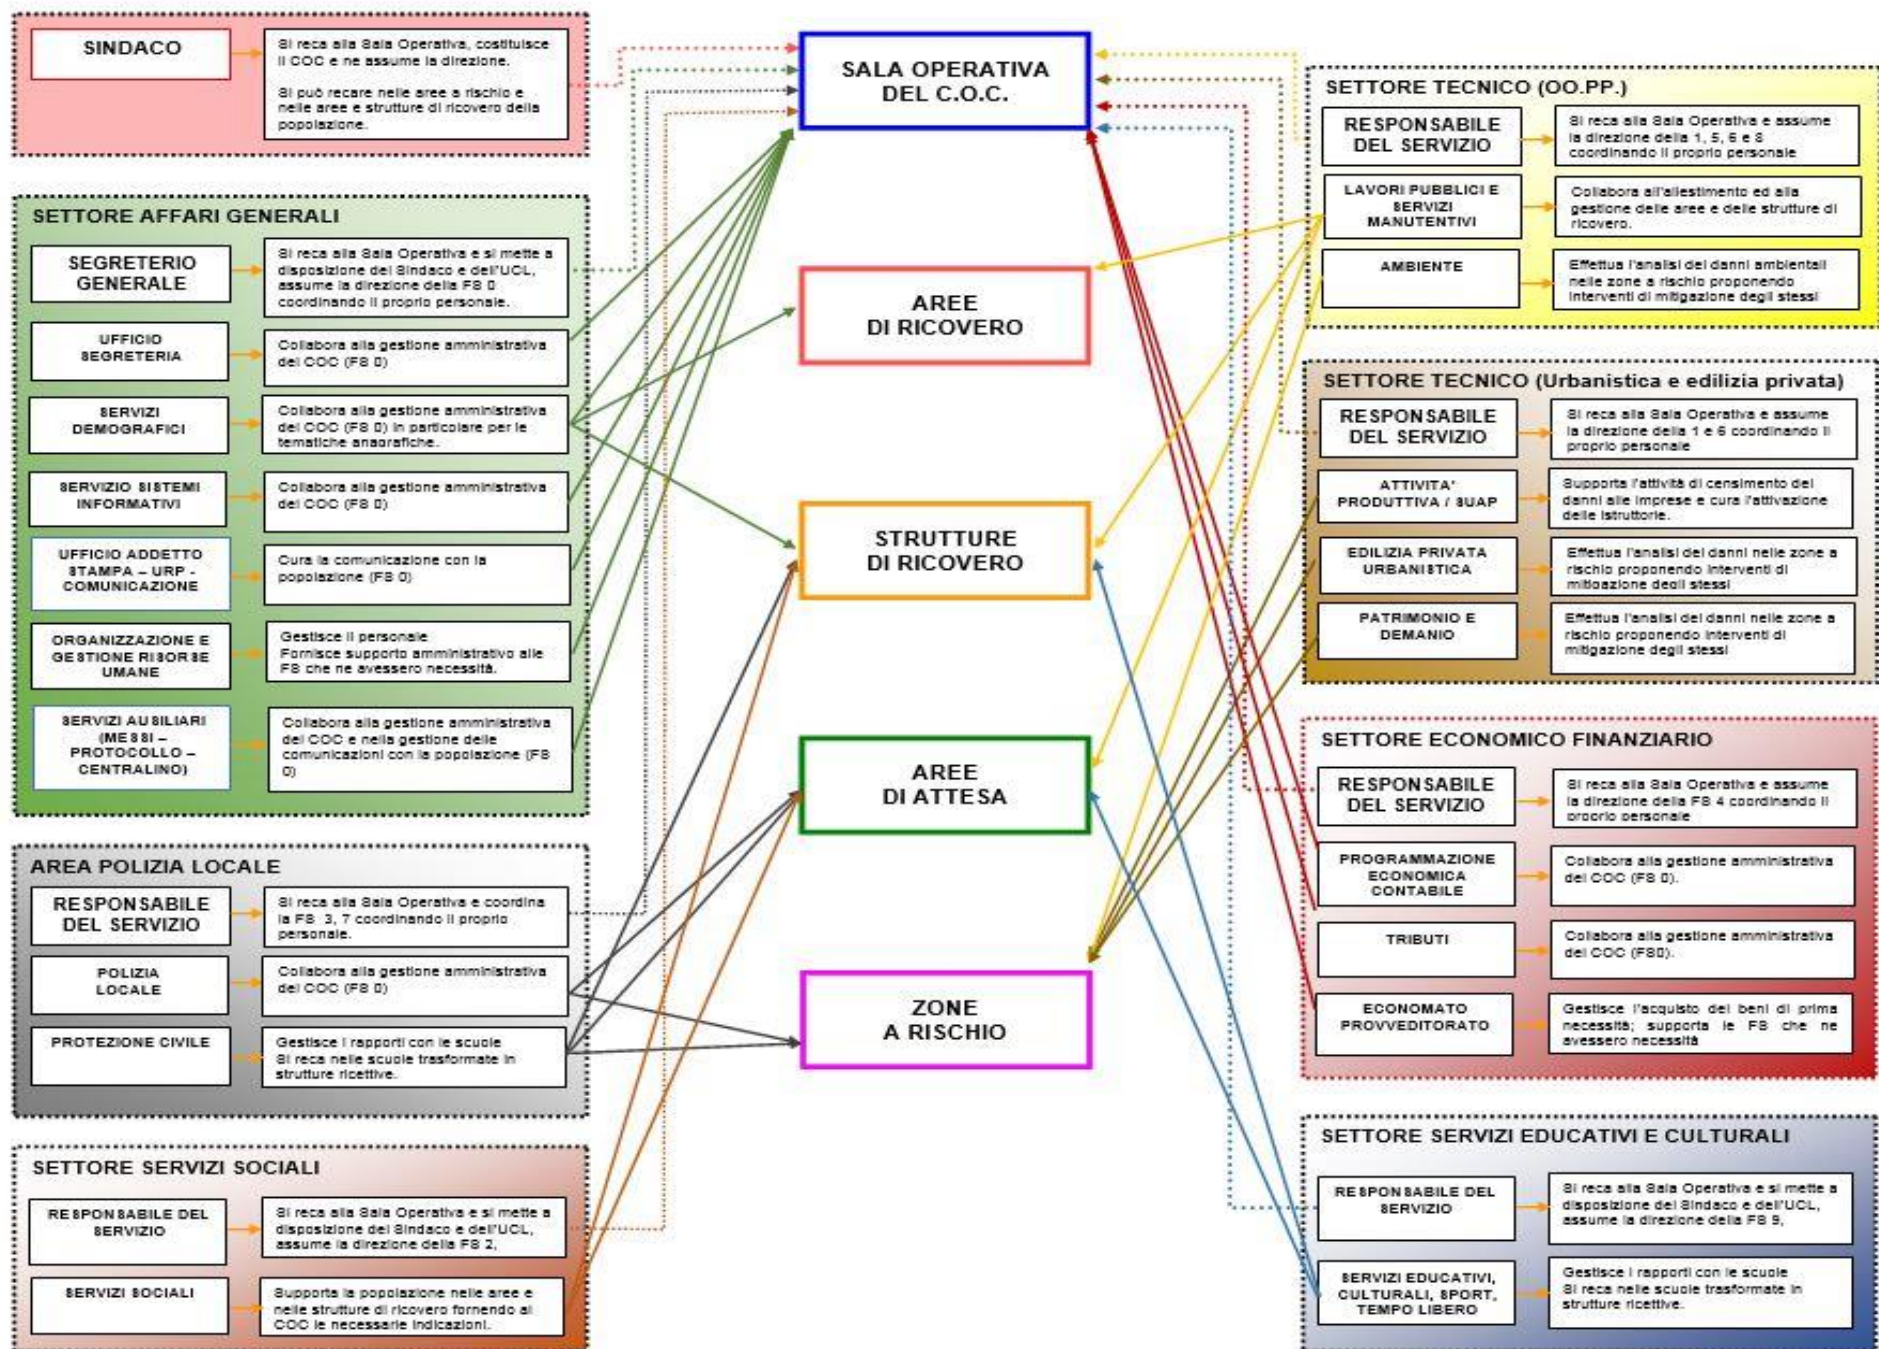 SINDACO
Si reca alla Sala Operativa, costituisce
il COC e ne assume la direzione.
Si può recare nelle aree a rischio e
nelle aree e strutture di ricovero della
popolazione.
SETTORE AFFARI GENERALI
SEGRETERIO
GENERALE
Si reca alla Sala Operativa e si mette a
disposizione del Sindaco e dell'UCL,
assume la direzione della FS 0
coordinando il proprio personale.
UFFICIO
SEGRETERIA
Collabora alla gestione amministrativa
del COC (FS 0)
SERVIZI
DEMOGRAFICI
Collabora alla gestione amministrativa
del COC (FS 0) in particolare per le
tematiche anagrafiche.
SERVIZIO SISTEMI
INFORMATIVI
Collabora alla gestione amministrativa
del COC (FS 0)
UFFICIO ADDETTO
STAMPA – URP -
COMUNICAZIONE
Cura la comunicazione con la
popolazione (FS 0)
ORGANIZZAZIONE E
GESTIONE RISORSE
UMANE
Gestisce il personale
Fornisce supporto amministrativo alle
FS che ne avessero necessità.
SERVIZI AUSILIARI
(MESSI –
PROTOCOLLO –
CENTRALINO)
Collabora alla gestione amministrativa
del COC e nella gestione delle
comunicazioni con la popolazione (FS
0)
AREA POLIZIA LOCALE
RESPONSABILE
DEL SERVIZIO
Si reca alla Sala Operativa e coordina
la FS 3, 7 coordinando il proprio
personale.
POLIZIA
LOCALE
Collabora alla gestione amministrativa
del COC (FS 0)
PROTEZIONE CIVILE
Gestisce i rapporti con le scuole
Si reca nelle scuole trasformate in
strutture ricettive.
SETTORE SERVIZI SOCIALI
RESPONSABILE DEL
SERVIZIO
Si reca alla Sala Operativa e si mette a
disposizione del Sindaco e dell'UCL,
assume la direzione della FS 2,
SERVIZI SOCIALI
Supporta la popolazione nelle aree e
nelle strutture di ricovero fornendo al
COC le necessarie indicazioni.
SALA OPERATIVA
DEL C.O.C.
AREE
DI RICOVERO
STRUTTURE
DI RICOVERO
AREE
DI ATTESA
ZONE
A RISCHIO
SETTORE TECNICO (OO.PP.)
RESPONSABILE
DEL SERVIZIO
Si reca alla Sala Operativa e assume
la direzione della 1, 5, 6 e 8
coordinando il proprio personale
LAVORI PUBBLICI E
SERVIZI
MANUTENTIVI
Collabora all'allestimento ed alla
gestione delle aree e delle strutture di
ricovero.
AMBIENTE
Effettua l'analisi dei danni ambientali
nelle zone a rischio proponendo
interventi di mitigazione degli stessi
SETTORE TECNICO (Urbanistica e edilizia privata)
RESPONSABILE
DEL SERVIZIO
Si reca alla Sala Operativa e assume
la direzione della 1 e 6 coordinando il
proprio personale
ATTIVITA'
PRODUTTIVA / SUAP
Supporta l'attività di censimento dei
danni alle imprese e cura l'attivazione
delle istruttorie.
EDILIZIA PRIVATA
URBANISTICA
Effettua l'analisi dei danni nelle zone a
rischio proponendo interventi di
mitigazione degli stessi
PATRIMONIO E
DEMANIO
Effettua l'analisi dei danni nelle zone a
rischio proponendo interventi di
mitigazione degli stessi
SETTORE ECONOMICO FINANZIARIO
RESPONSABILE
DEL SERVIZIO
Si reca alla Sala Operativa e assume
la direzione della FS 4 coordinando il
proprio personale
PROGRAMMAZIONE
ECONOMICA
CONTABILE
Collabora alla gestione amministrativa
del COC (FS 0).
TRIBUTI
Collabora alla gestione amministrativa
del COC (FS0).
ECONOMATO
PROVVEDITORATO
Gestisce l'acquisto dei beni di prima
necessità; supporta le FS che ne
avessero necessità
SETTORE SERVIZI EDUCATIVI E CULTURALI
RESPONSABILE DEL
SERVIZIO
Si reca alla Sala Operativa e si mette a
disposizione del Sindaco e dell'UCL,
assume la direzione della FS 9,
SERVIZI EDUCATIVI,
CULTURALI, SPORT,
TEMPO LIBERO
Gestisce i rapporti con le scuole
Si reca nelle scuole trasformate in
strutture ricettive.